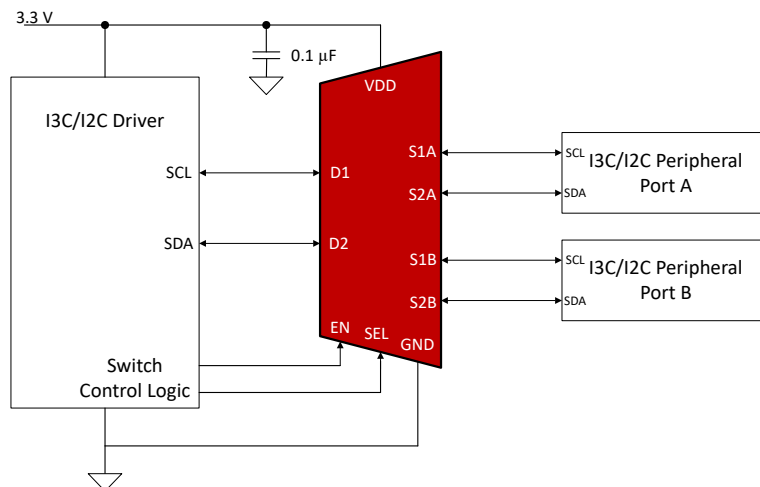 3.3 V
0.1 μF
VDD
I3C/I2C Driver
SCL
SDA
D1
D2
S1A
S2A
S1B
S2B
SCL
I3C/I2C Peripheral
Port A
SDA
SCL
I3C/I2C Peripheral
Port B
SDA
EN
SEL
GND
Switch
Control Logic